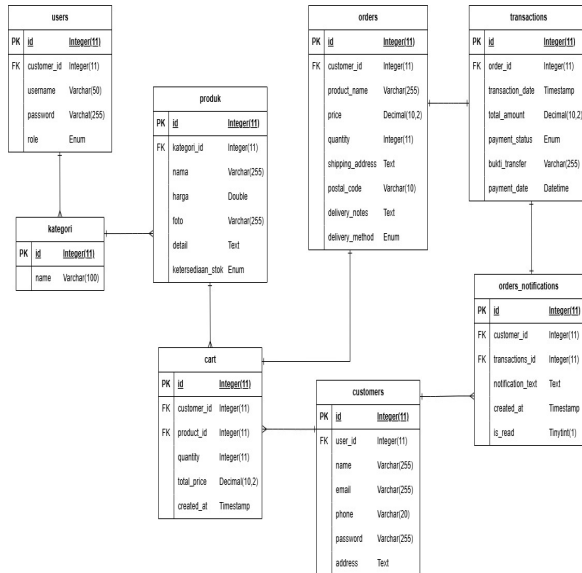 users
PK id Integer(11)
FK customer_id Integer(11)
username Varchar(50)
password Varchat(255)
role Enum
kategori
PK id Integer(11)
name Varchar(100)
produk
PK id Integer(11)
FK kategori_id Integer(11)
nama Varchar(255)
harga Double
foto Varchar(255)
detail Text
ketersediaan_stok Enum
cart
PK id Integer(11)
FK customer_id Integer(11)
FK product_id Integer(11)
quantity Integer(11)
total_price Decimal(10,2)
created_at Timestamp
orders
PK id Integer(11)
FK customer_id Integer(11)
product_name Varchar(255)
price Decimal(10,2)
quantity Integer(11)
shipping_address Text
postal_code Varchar(10)
delivery_notes Text
delivery_method Enum
customers
PK id Integer(11)
FK user_id Integer(11)
name Varchar(255)
email Varchar(255)
phone Varchar(20)
password Varchar(255)
address Text
transactions
PK id Integer(11)
FK order_id Integer(11)
transaction_date Timestamp
total_amount Decimal(10,2)
payment_status Enum
bukti_transfer Varchar(255)
payment_date Datetime
orders_notifications
PK id Integer(11)
FK customer_id Integer(11)
FK transactions_id Integer(11)
notification_text Text
created_at Timestamp
is_read Tinytint(1)